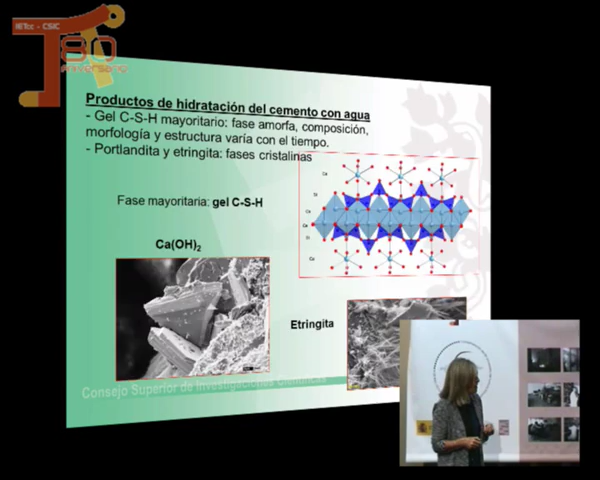 IETcc - CSIC
80
Aniversario
Productos de hidratación del cemento con agua
- Gel C-S-H mayoritario: fase amorfa, composición,
morfología y estructura varía con el tiempo.
- Portlandita y etringita: fases cristalinas
Fase mayoritaria: gel C-S-H
Ca(OH)2
Etringita
Consejo Superior de Investigaciones Científicas